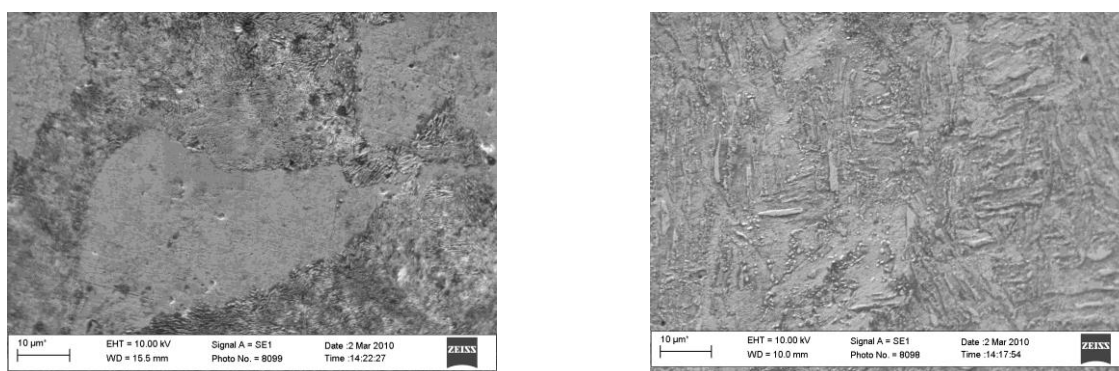 10 µm*
EHT = 10.00 kV
WD = 15.5 mm
Signal A = SE1
Photo No. = 8099
Date :2 Mar 2010
Time :14:22:27
ZEISS
10 µm*
EHT = 10.00 kV
WD = 10.0 mm
Signal A = SE1
Photo No. = 8098
Date :2 Mar 2010
Time :14:17:54
ZEISS